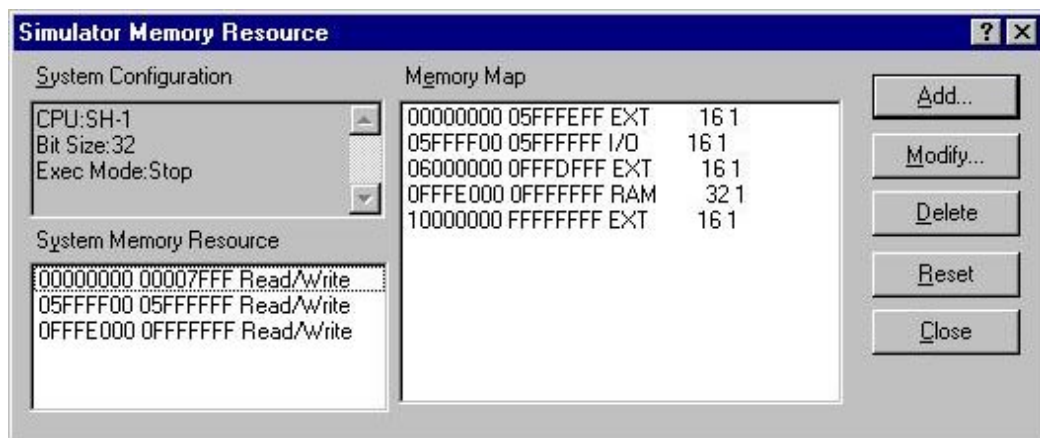 Simulator Memory Resource
System Configuration
CPU:SH-1
Bit Size:32
Exec Mode:Stop
System Memory Resource
00000000 00007FFF Read/Write
05FFFF00 05FFFFFF Read/Write
0FFFE000 0FFFFFFF Read/Write
Memory Map
00000000 05FFFEFF EXT 16 1
05FFFF00 05FFFFFF I/O 16 1
06000000 0FFFDFFF EXT 16 1
0FFFE000 0FFFFFFF RAM 32 1
10000000 FFFFFFFF EXT 16 1
Add...
Modify...
Delete
Reset
Close